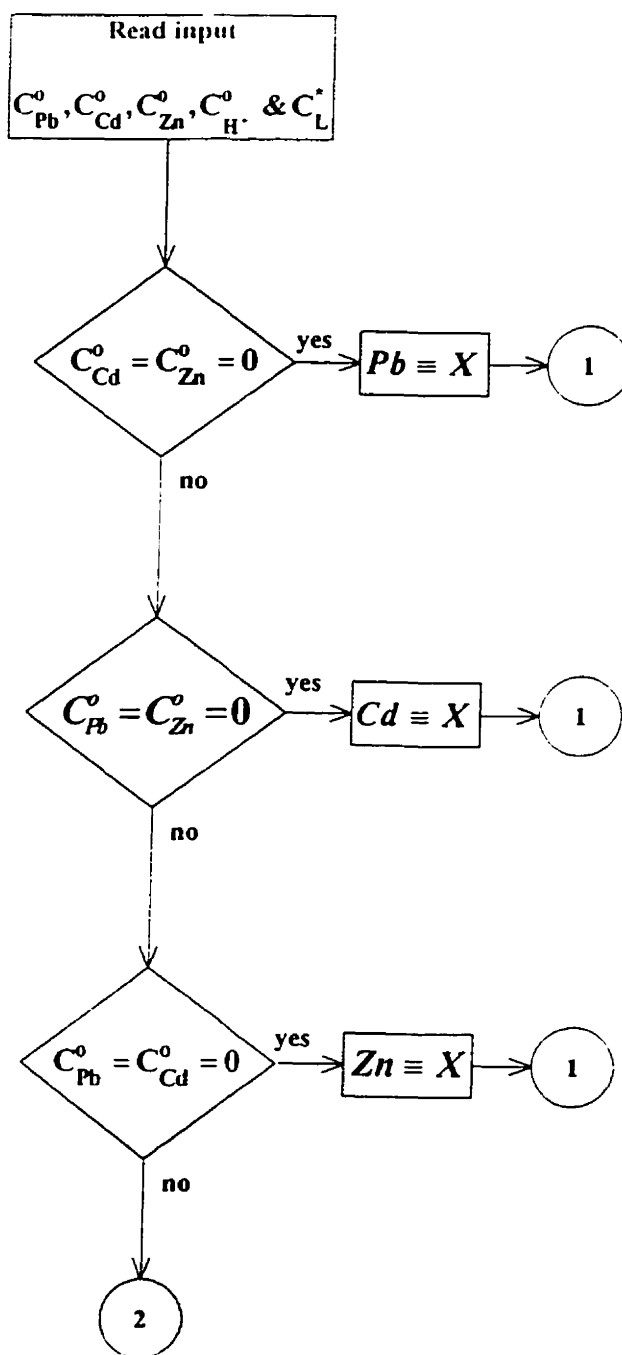 Read input
C°Pb, C°Cd, C°Zn, C°H· & C*L
C°Cd = C°Zn = 0
yes
Pb ≡ X
1
no
C°Pb = C°Zn = 0
yes
Cd ≡ X
1
no
C°Pb = C°Cd = 0
yes
Zn ≡ X
1
no
2